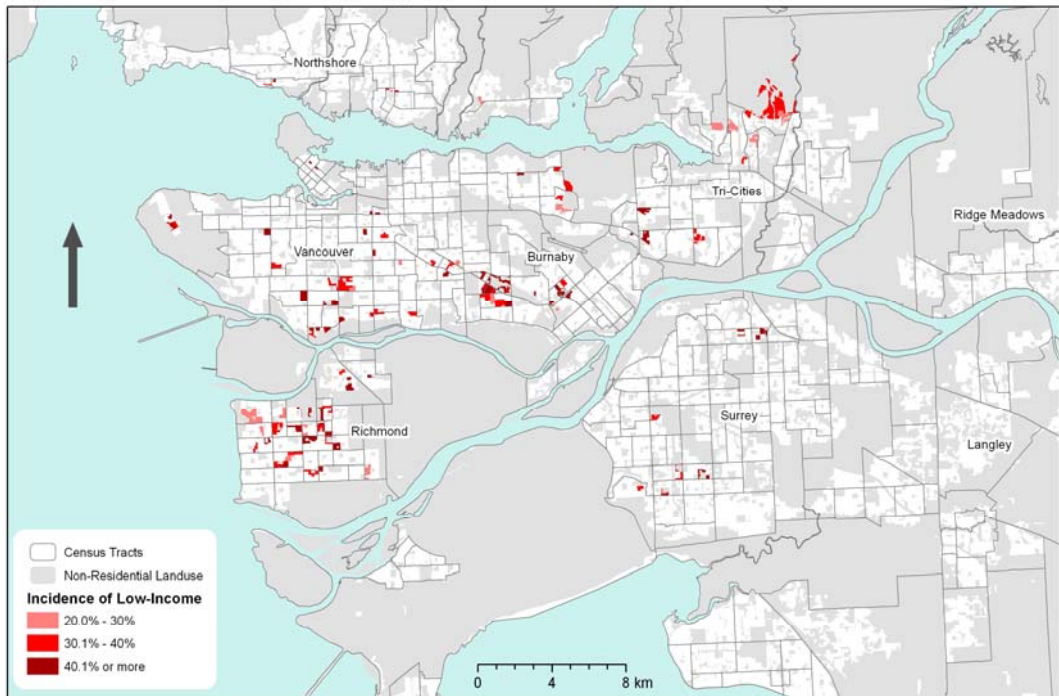 Northshore
Tri-Cities
Ridge Meadows
Vancouver
Burnaby
Surrey
Richmond
Langley
Census Tracts
Non-Residential Landuse
Incidence of Low-Income
20.0% - 30%
30.1% - 40%
40.1% or more
0 4 8 km